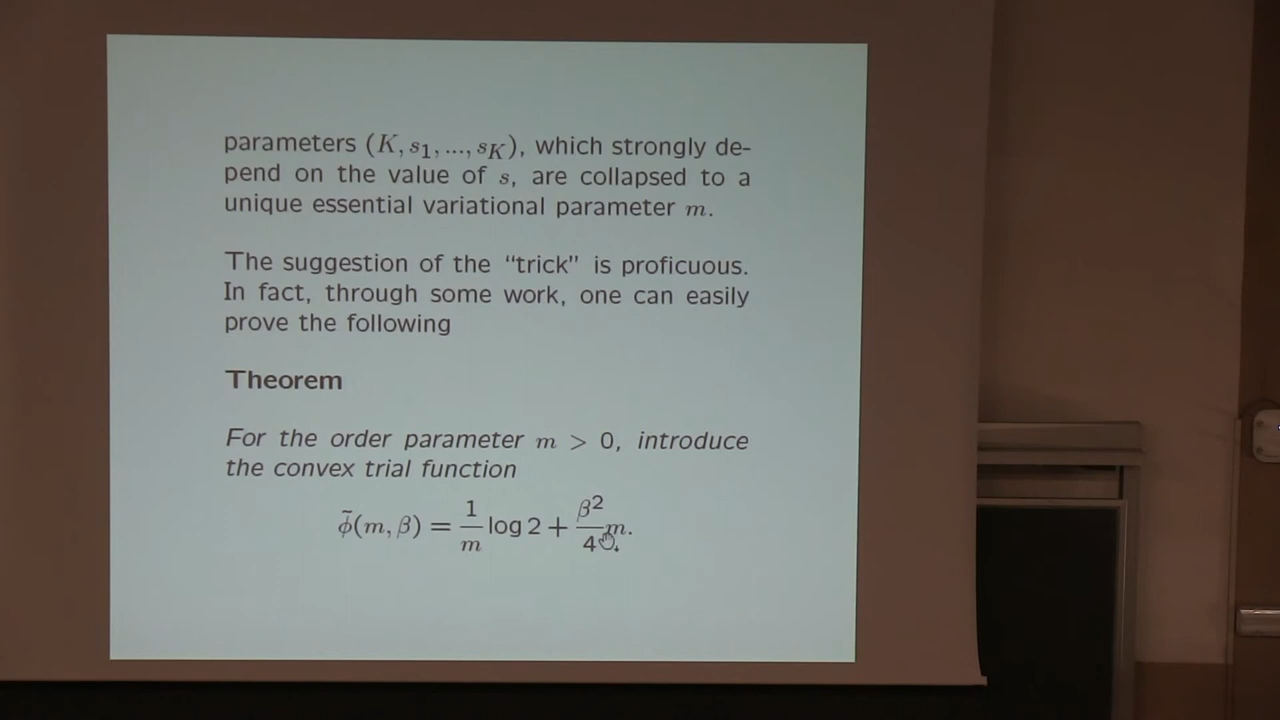 parameters (K, s₁, ..., s_K), which strongly de-
pend on the value of s, are collapsed to a
unique essential variational parameter m.
The suggestion of the “trick” is proficuous.
In fact, through some work, one can easily
prove the following
Theorem
For the order parameter m > 0, introduce
the convex trial function
φ̃(m, β) = 1/m log 2 + β²/4 m.